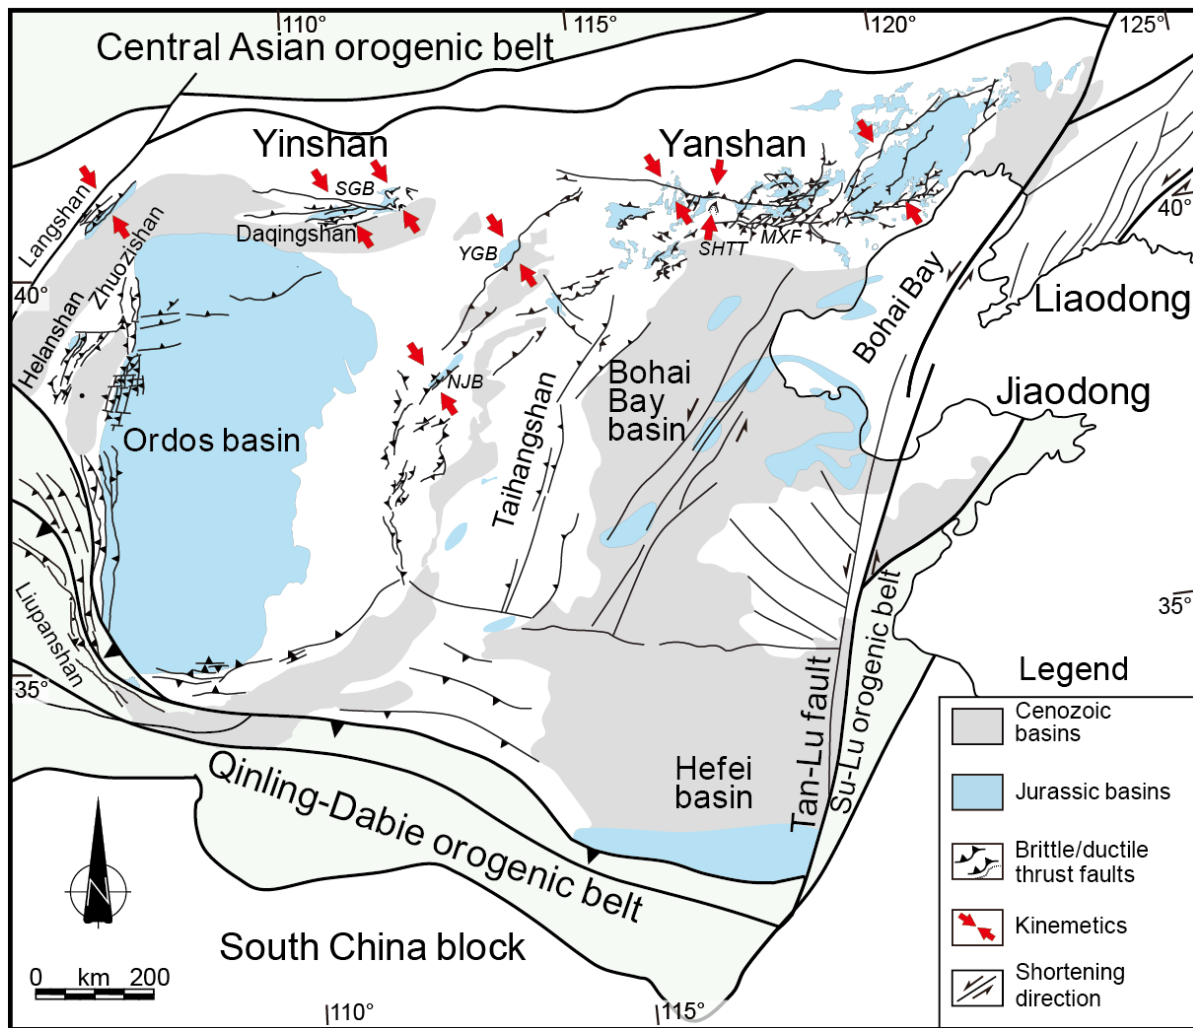 110°
115°
120°
125°
Central Asian orogenic belt
Yinshan
Yanshan
SGB
Langshan
Zhuozishan
Daqingshan
YGB
SHTT
MXF
40°
40°
Helanshan
Bohai Bay
Liaodong
NJB
Bohai
Bay
basin
Jiaodong
Ordos basin
Taihangshan
Liupanshan
35°
35°
Tan-Lu fault
Su-Lu orogenic belt
Hefei
basin
Qinling-Dabie orogenic belt
South China block
N
0 km 200
110°
115°
Legend
Cenozoic
basins
Jurassic basins
Brittle/ductile
thrust faults
Kinemetics
Shortening
direction